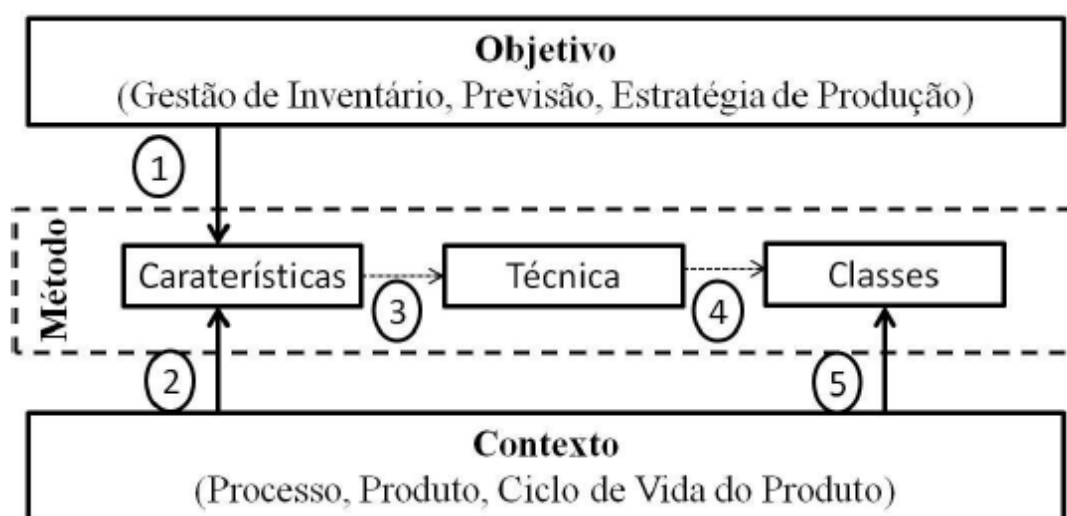 Objetivo
(Gestão de Inventário, Previsão, Estratégia de Produção)
1
Método
Caraterísticas
Técnica
Classes
3
4
2
5
Contexto
(Processo, Produto, Ciclo de Vida do Produto)